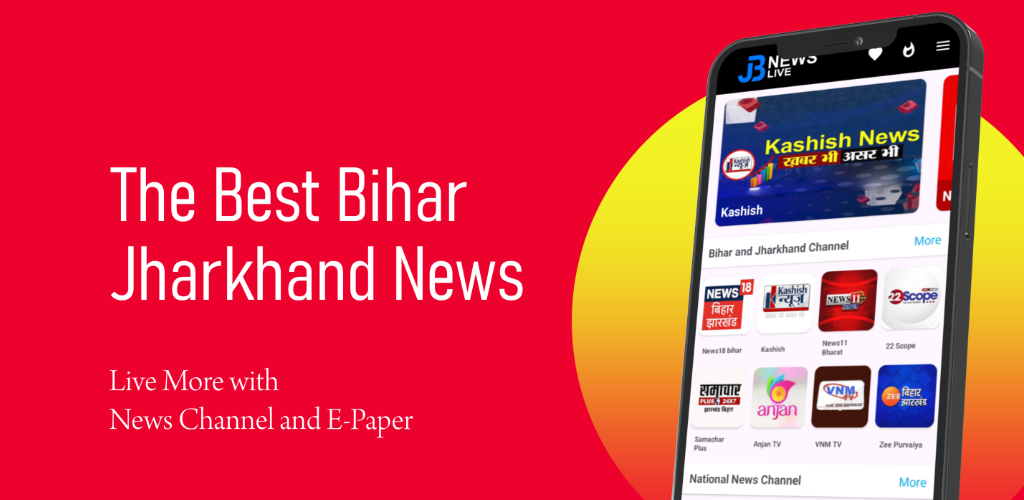 The Best Bihar
Jharkhand News
Live More with
News Channel and E-Paper
JB NEWS
LIVE
Kashish News
खबर भी असर भी
Kashish
न्यूज़
Kashish
N
Bihar and Jharkhand Channel
More
NEWS 18
बिहार
झारखंड
Kashish
न्यूज़
NEWS 11
22Scope
News18 bihar
Kashish
News11
Bharat
22 Scope
समाचार
PLUS 24X7
झारखंड बिहार
anjan
VNM
TV
ZEE बिहार
झारखंड
Samachar
Plus
Anjan TV
VNM TV
Zee Purvaiya
National News Channel
More